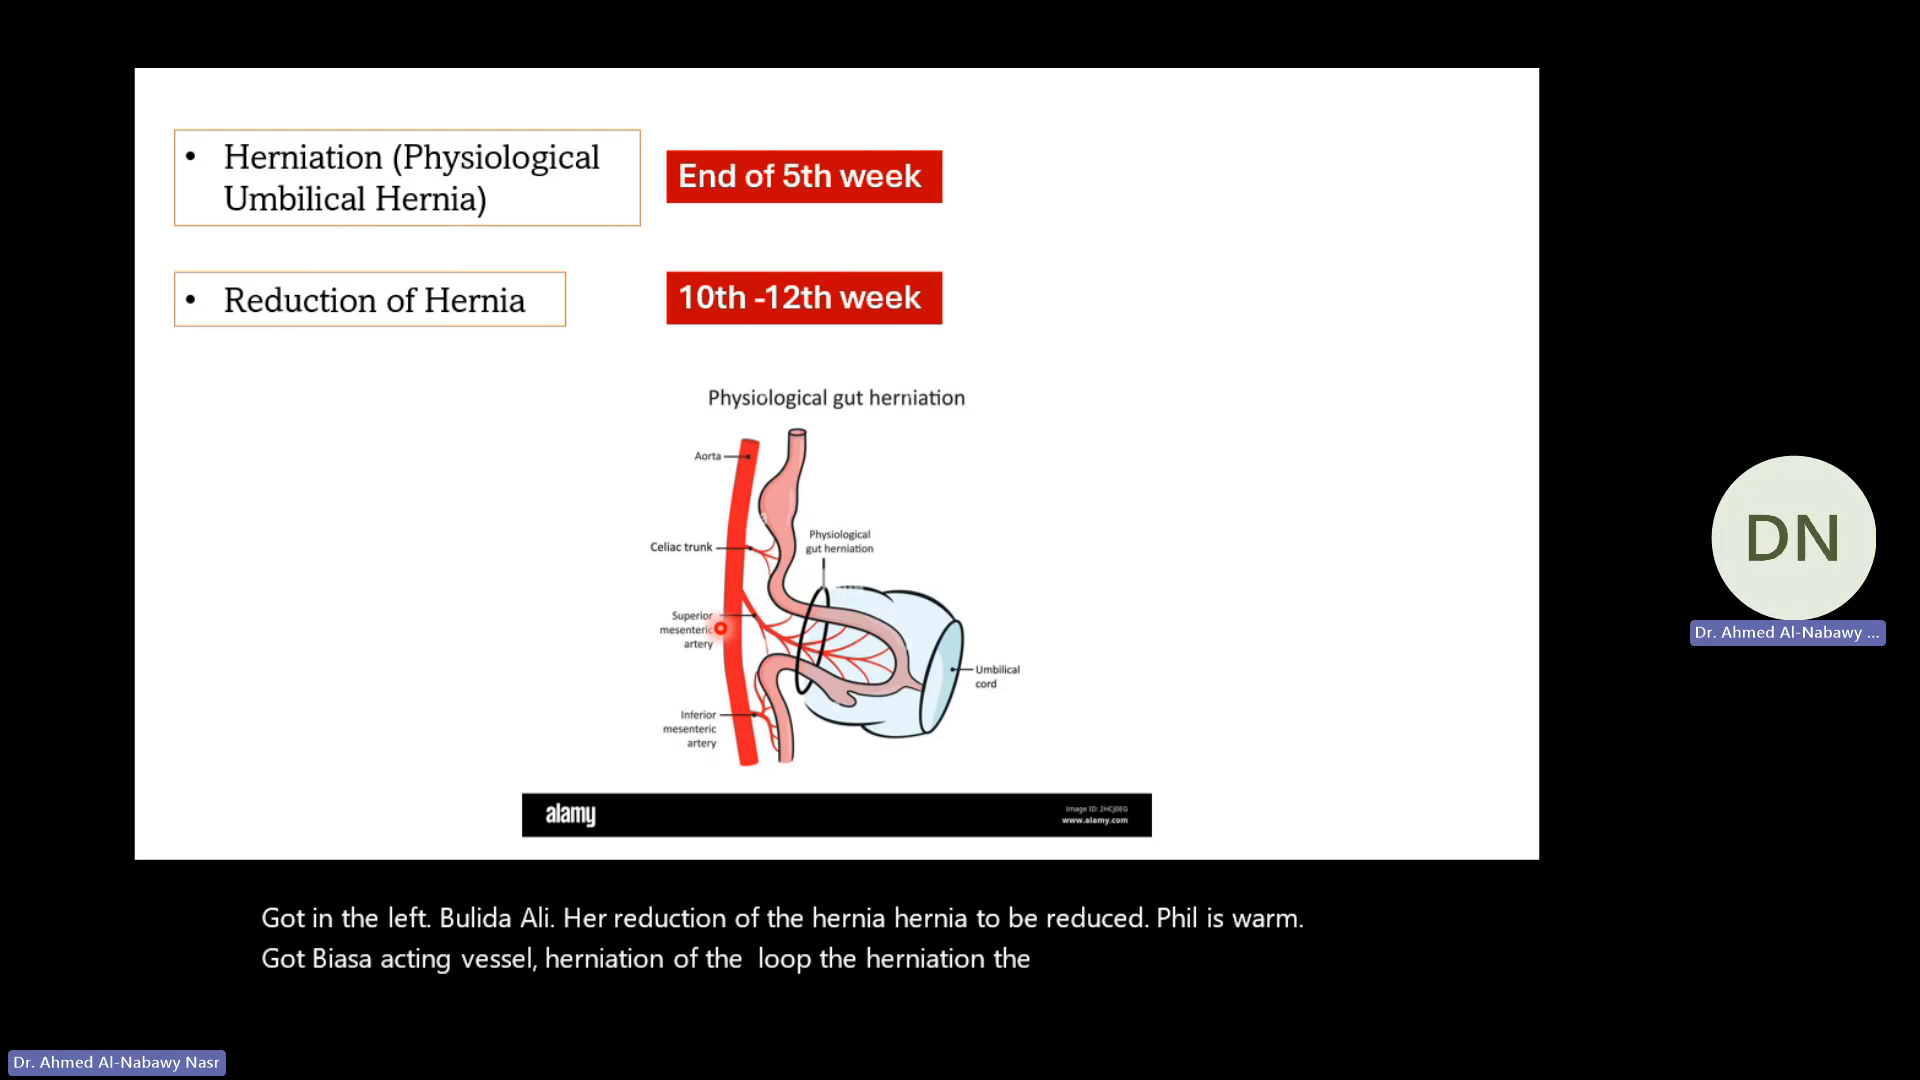 • Herniation (Physiological
Umbilical Hernia)
End of 5th week
• Reduction of Hernia
10th -12th week
Physiological gut herniation
Aorta
Celiac trunk
Physiological
gut herniation
Superior
mesenteric
artery
Umbilical
cord
Inferior
mesenteric
artery
alamy
Image ID: 2HCJ0EG
www.alamy.com
DN
Dr. Ahmed Al-Nabawy ...
Got in the left. Bulida Ali. Her reduction of the hernia hernia to be reduced. Phil is warm.
Got Biasa acting vessel, herniation of the loop the herniation the
Dr. Ahmed Al-Nabawy Nasr